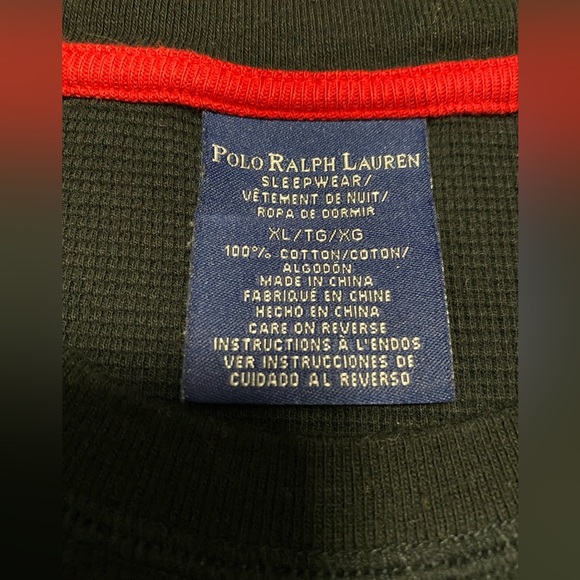 POLO RALPH LAUREN
SLEEPWEAR/
VÊTEMENT DE NUIT/
ROPA DE DORMIR
XL/TG/XG
100% COTTON/COTON/
ALGODÓN
MADE IN CHINA
FABRIQUÉ EN CHINE
HECHO EN CHINA
CARE ON REVERSE
INSTRUCTIONS À L'ENDOS
VER INSTRUCCIONES DE
CUIDADO AL REVERSO